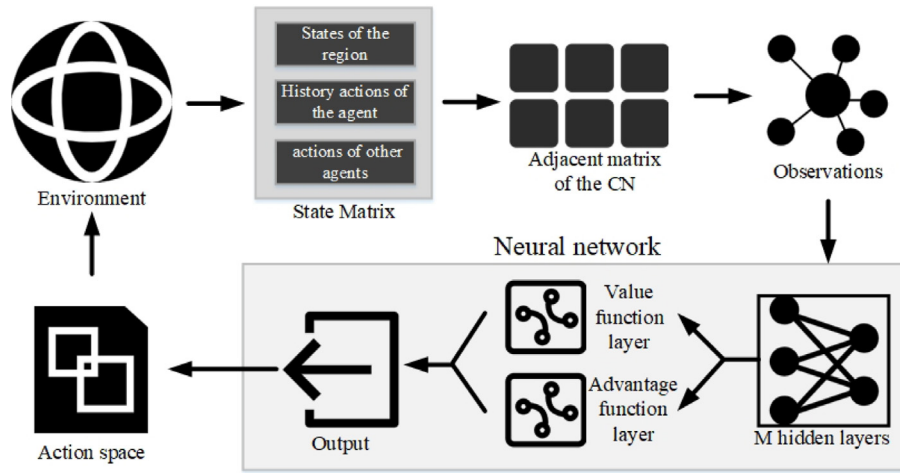 States of the
region
History actions of
the agent
actions of other
agents
Environment
State Matrix
Adjacent matrix
of the CN
Observations
Neural network
Value
function
layer
Advantage
function
layer
M hidden layers
Output
Action space